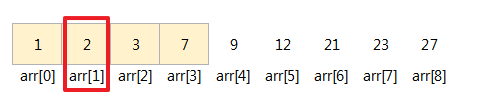 1 2 3 7 9 12 21 23 27
arr[0] arr[1] arr[2] arr[3] arr[4] arr[5] arr[6] arr[7] arr[8]